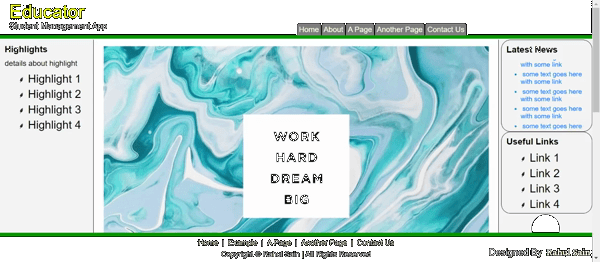 Educator
Student Management App
Home About A Page Another Page Contact Us
Highlights
details about highlight
Highlight 1
Highlight 2
Highlight 3
Highlight 4
WORK
HARD
DREAM
BIG
Latest News
with some link
some text goes here
with some link
some text goes here
with some link
some text goes here
with some link
some text goes here
Useful Links
Link 1
Link 2
Link 3
Link 4
Home | Example | A Page | Another Page | Contact Us
Copyright © Rahul Sain | All Rights Reserved
Designed By Rahul Sain